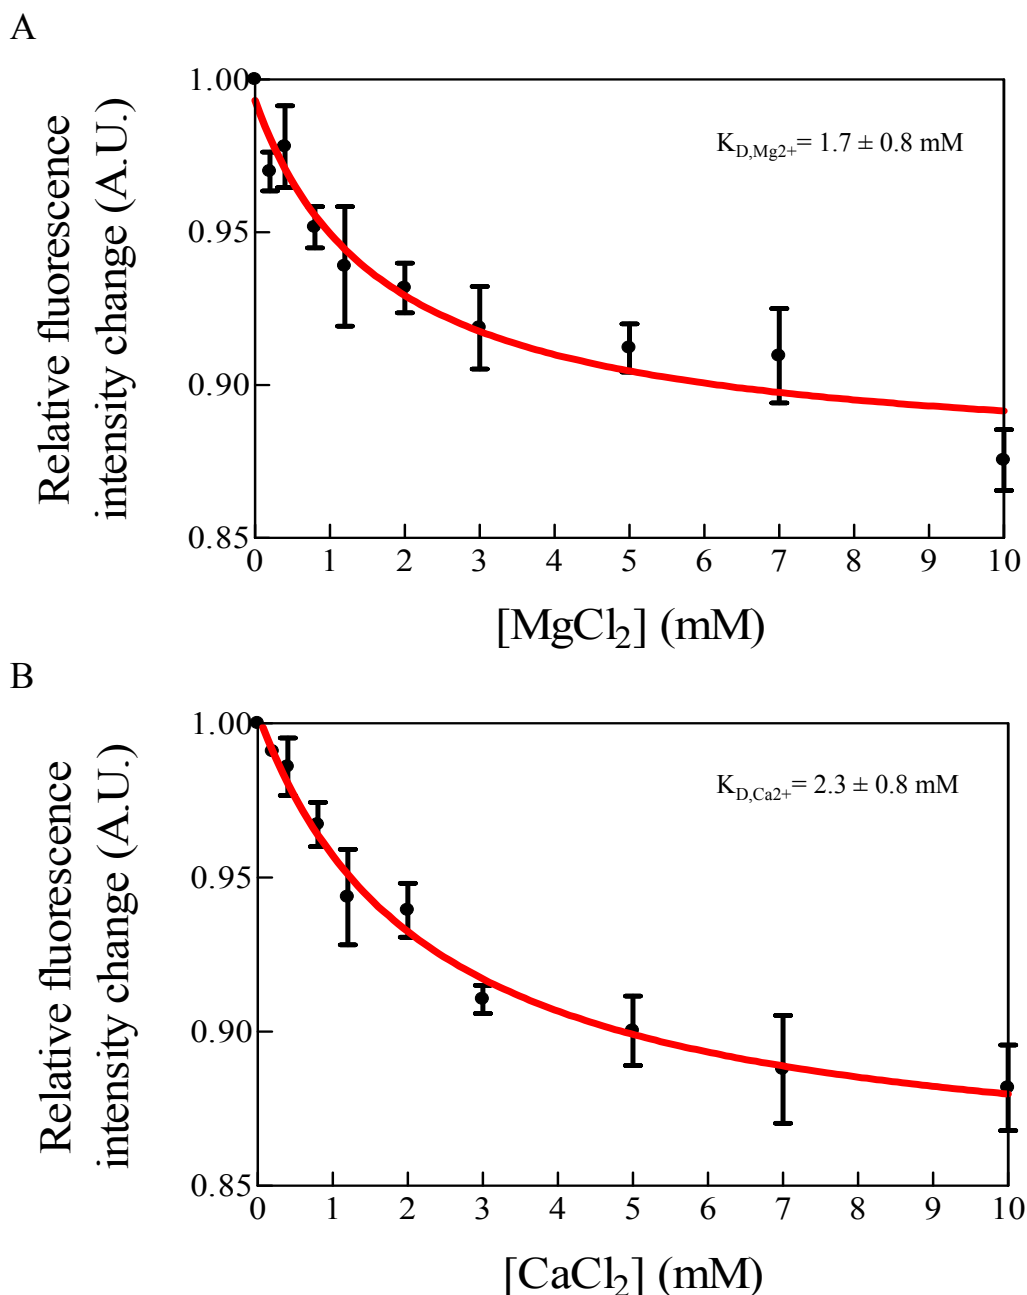 A
Relative fluorescence
intensity change (A.U.)
1.00
0.95
0.90
0.85
K_D,Mg2+= 1.7 ± 0.8 mM
0 1 2 3 4 5 6 7 8 9 10
[MgCl₂] (mM)
B
Relative fluorescence
intensity change (A.U.)
1.00
0.95
0.90
0.85
K_D,Ca2+= 2.3 ± 0.8 mM
0 1 2 3 4 5 6 7 8 9 10
[CaCl₂] (mM)